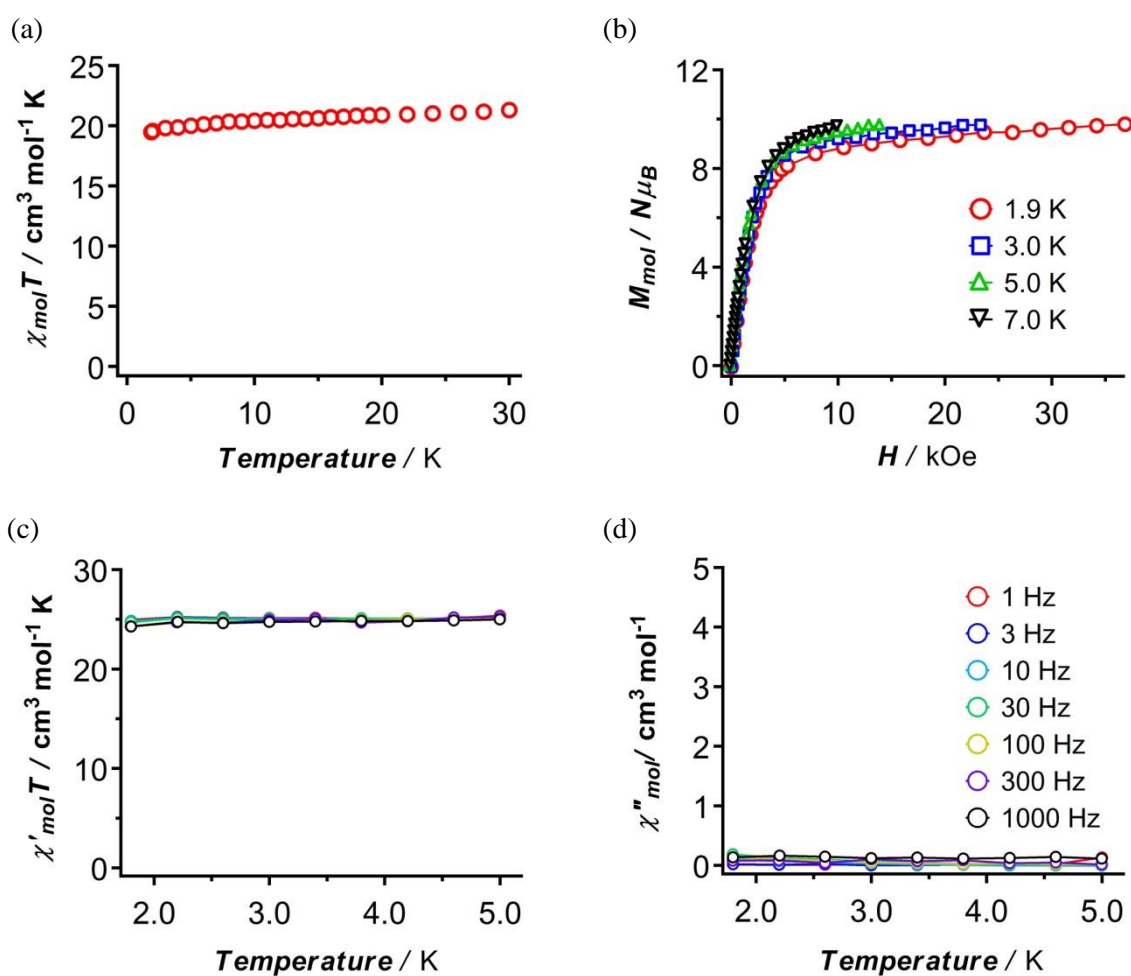 (a)
25
20
15
10
5
0
0 10 20 30
χmolT / cm³ mol⁻¹ K
Temperature / K
(b)
12
8
4
0
0 10 20 30
Mmol / NμB
H / kOe
1.9 K
3.0 K
5.0 K
7.0 K
(c)
30
20
10
0
2.0 3.0 4.0 5.0
χ'molT / cm³ mol⁻¹ K
Temperature / K
(d)
5
4
3
2
1
0
2.0 3.0 4.0 5.0
χ"mol/ cm³ mol⁻¹
Temperature / K
1 Hz
3 Hz
10 Hz
30 Hz
100 Hz
300 Hz
1000 Hz